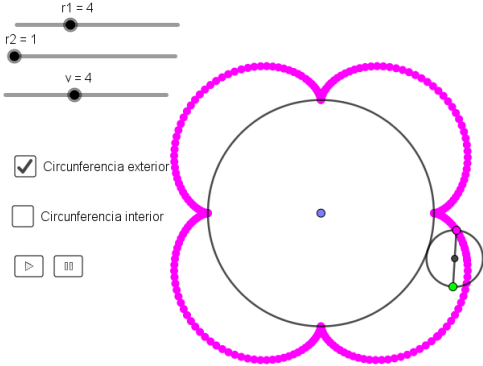 r1 = 4
r2 = 1
v = 4
Circunferencia exterior
Circunferencia interior